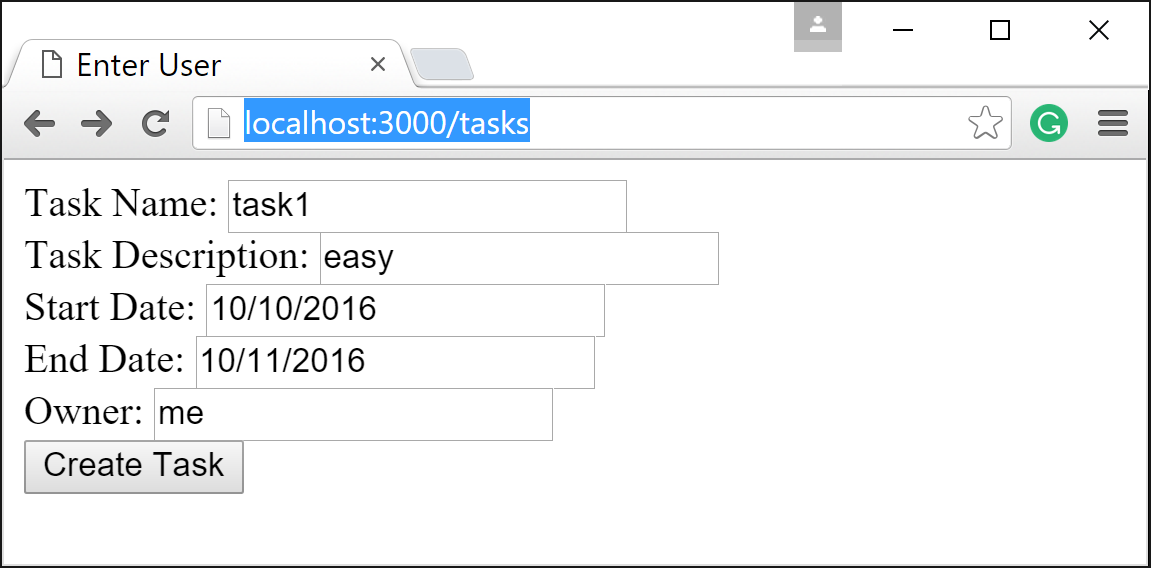 Enter User
localhost:3000/tasks
Task Name: task1
Task Description: easy
Start Date: 10/10/2016
End Date: 10/11/2016
Owner: me
Create Task